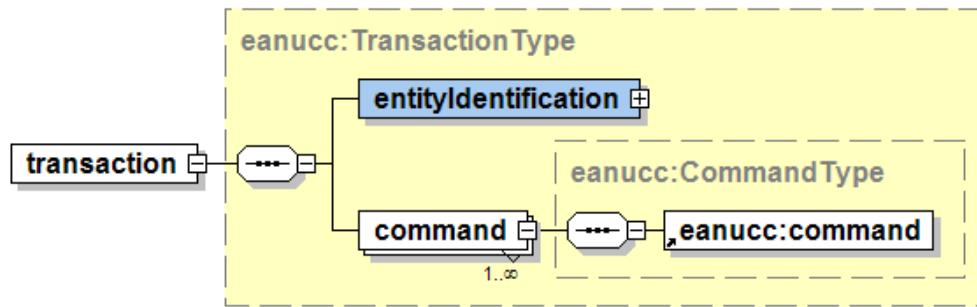 eanucc:TransactionType
entityIdentification
transaction
eanucc:CommandType
command
eanucc:command
1..∞